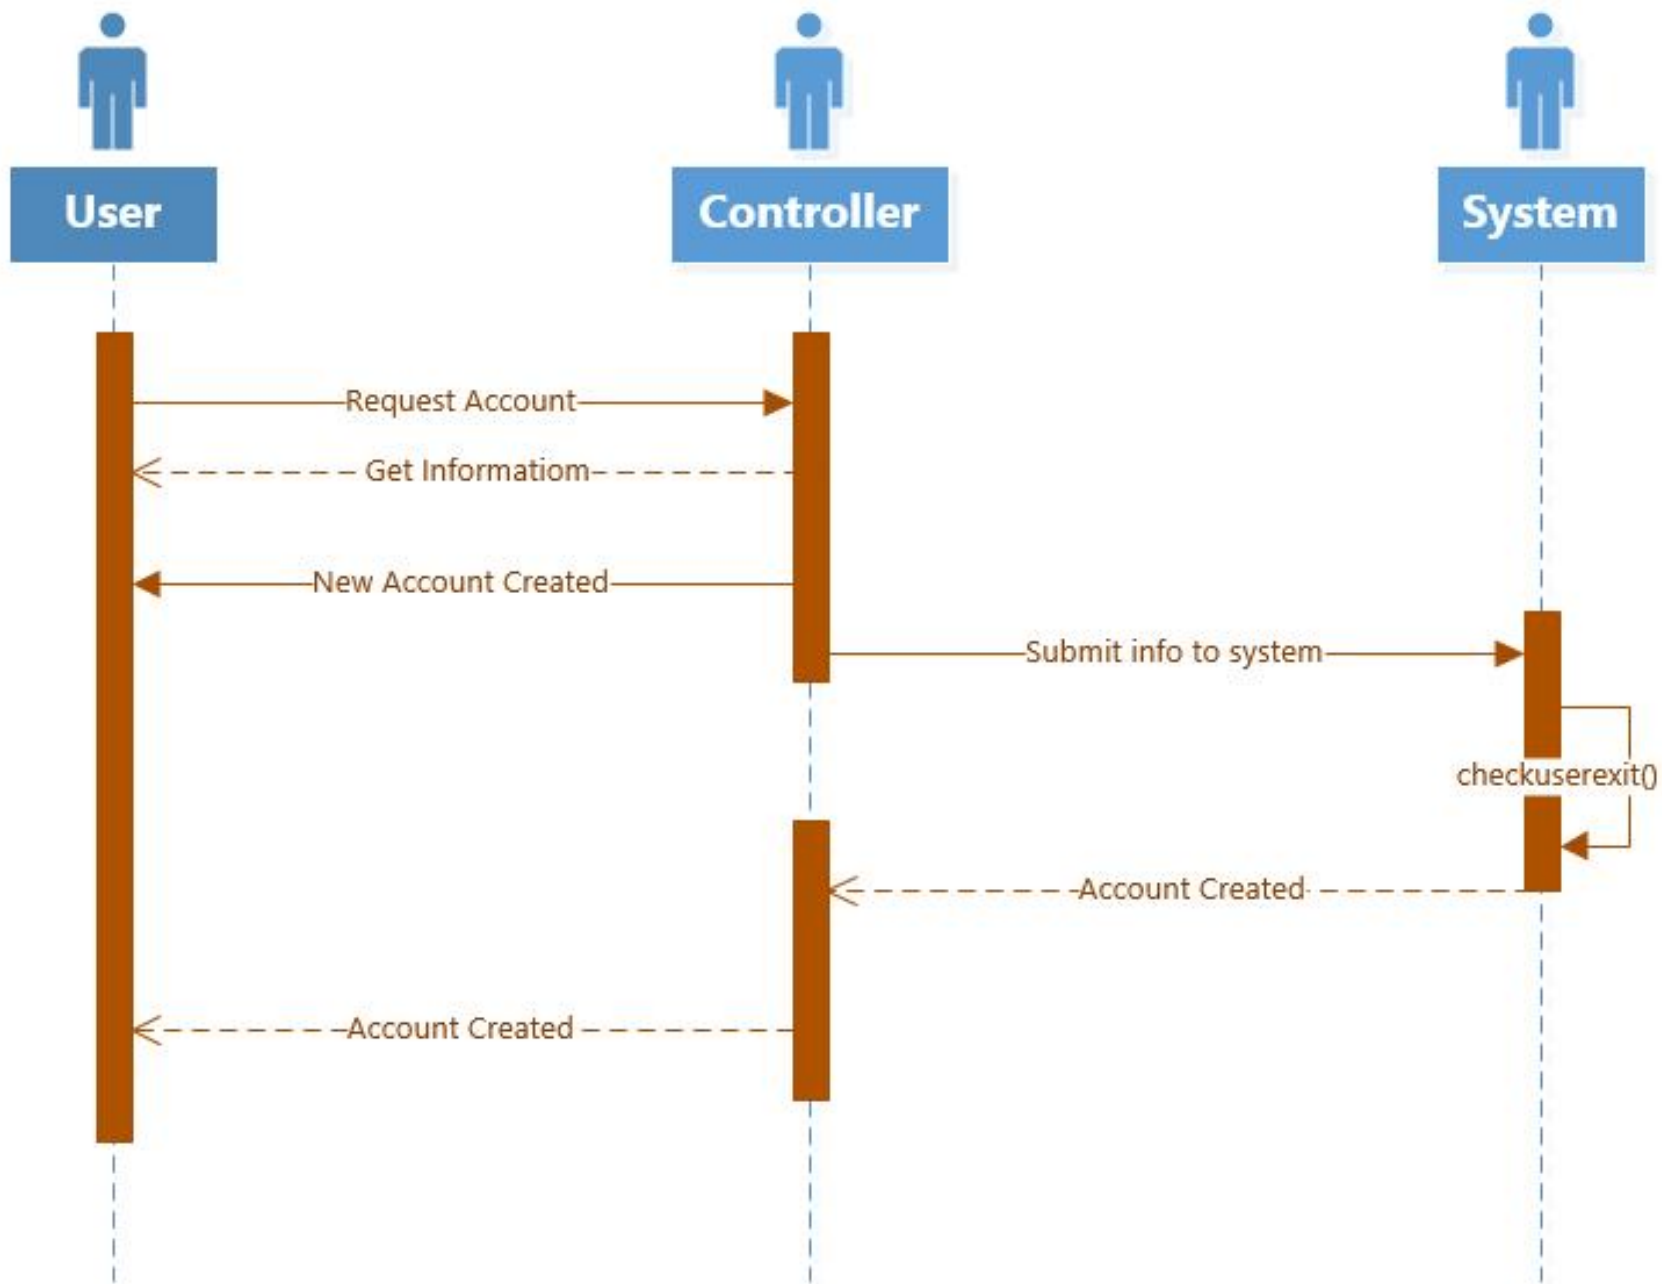 User
Controller
System
Request Account
Get Informatiom
New Account Created
Submit info to system
checkuserexit()
Account Created
Account Created